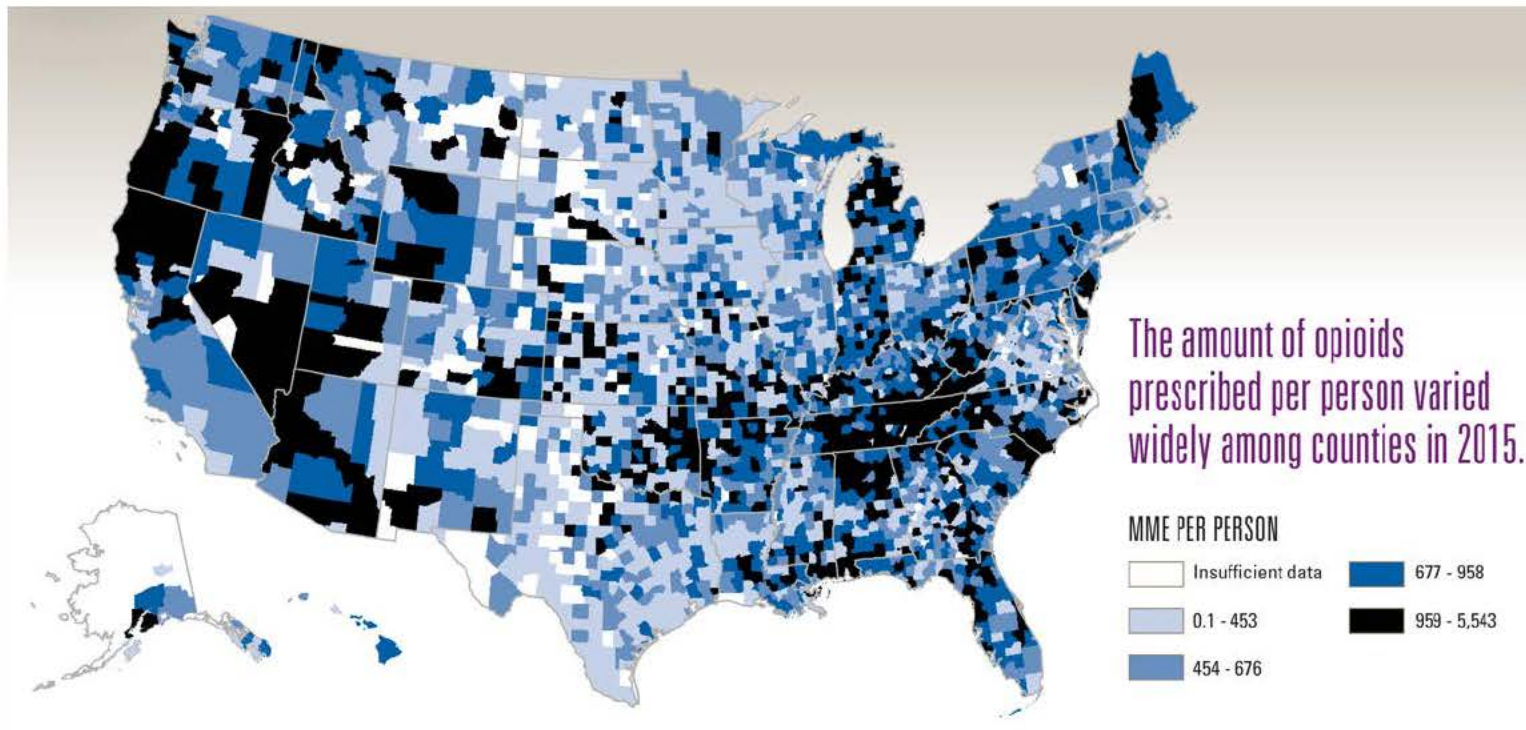 The amount of opioids
prescribed per person varied
widely among counties in 2015.
MME PER PERSON
Insufficient data
0.1 - 453
454 - 676
677 - 958
959 - 5,543